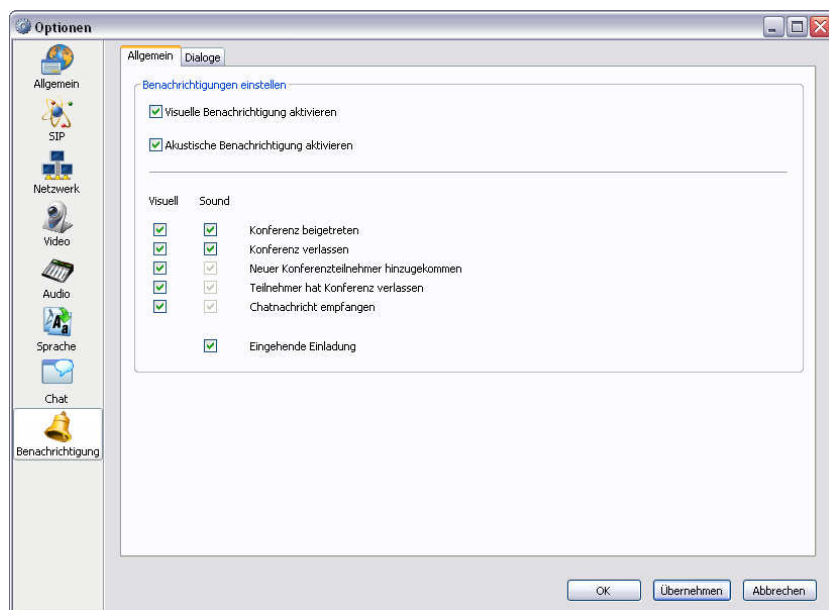 Optionen
Allgemein
SIP
Netzwerk
Video
Audio
Sprache
Chat
Benachrichtigung
Allgemein Dialoge
Benachrichtigungen einstellen
Visuelle Benachrichtigung aktivieren
Akustische Benachrichtigung aktivieren
Visuell Sound
Konferenz beigetreten
Konferenz verlassen
Neuer Konferenzteilnehmer hinzugekommen
Teilnehmer hat Konferenz verlassen
Chatnachricht empfangen
Eingehende Einladung
OK Übernehmen Abbrechen